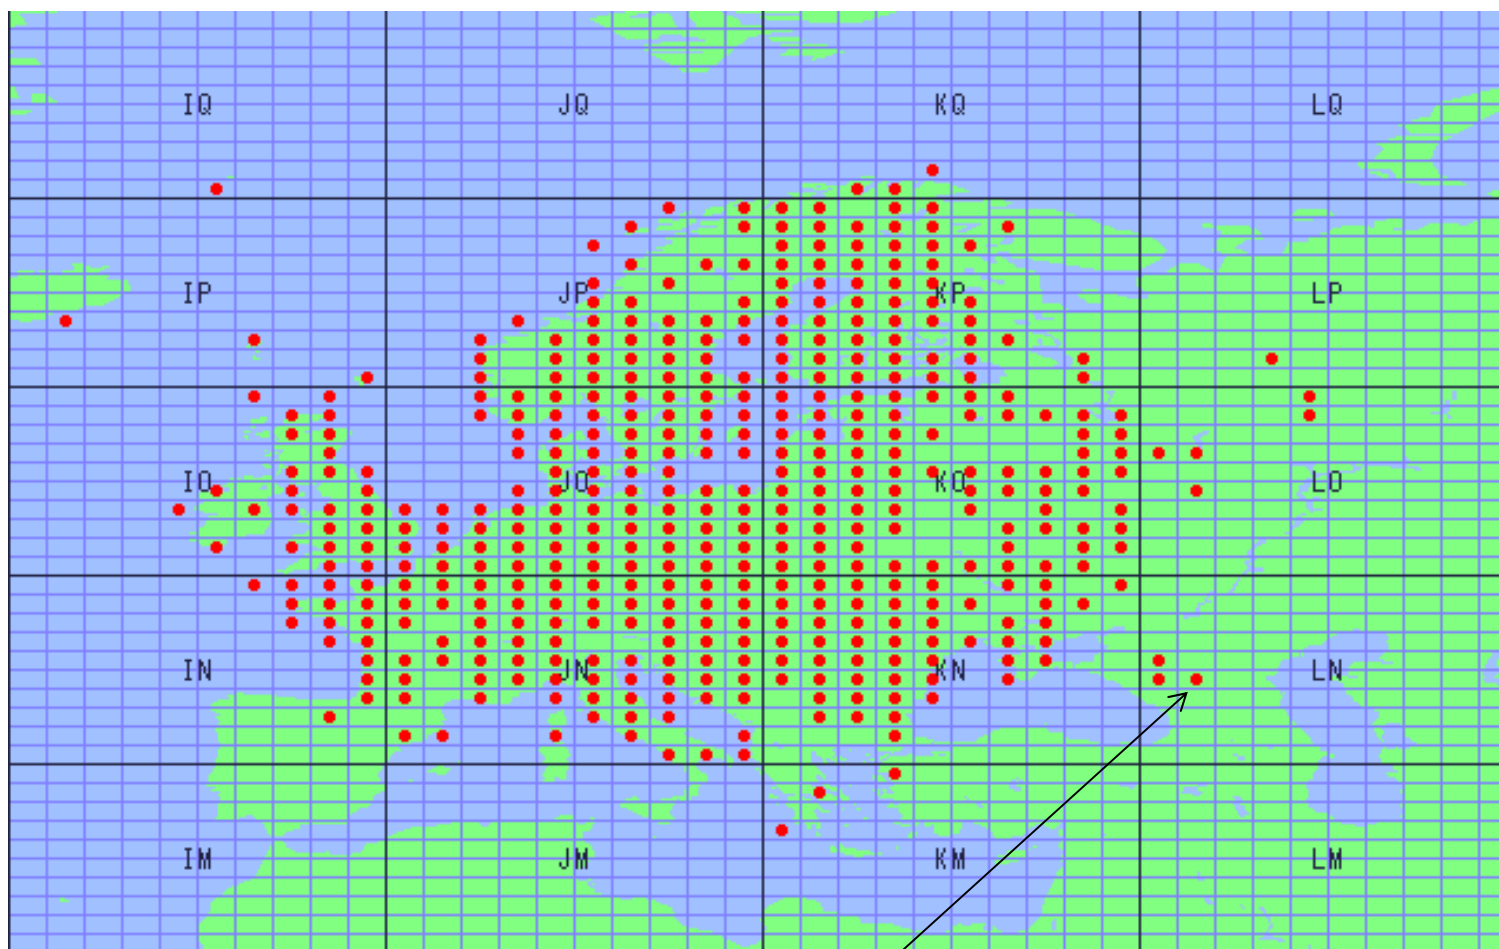 IQ JQ KQ LQ
IP JP KP LP
IO JO KO LO
IN JN KN LN
IM JM KM LM